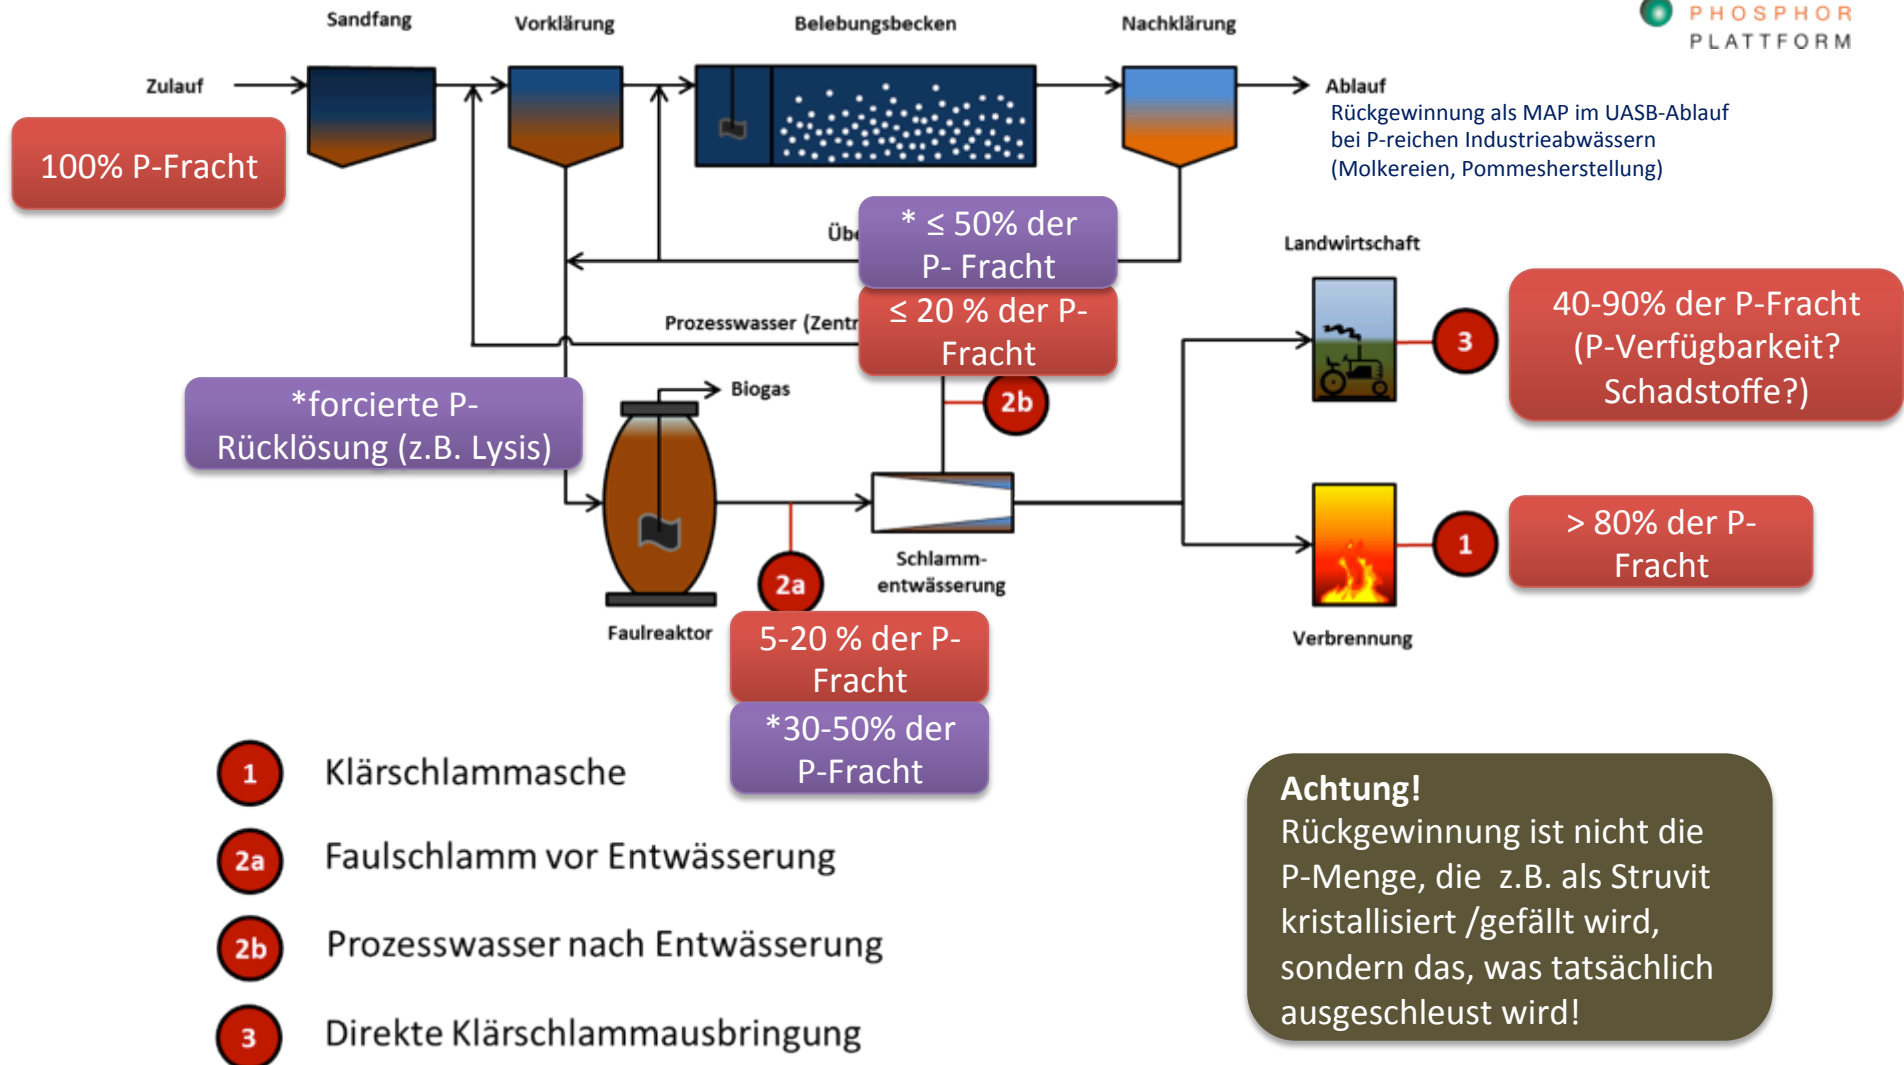 PHOSPHOR
PLATTFORM
Sandfang
Vorklärung
Belebungsbecken
Nachklärung
Zulauf
Ablauf
Rückgewinnung als MAP im UASB-Ablauf
bei P-reichen Industrieabwässern
(Molkereien, Pommesherstellung)
100% P-Fracht
* ≤ 50% der
P- Fracht
Landwirtschaft
≤ 20 % der P-
Fracht
Prozesswasser
40-90% der P-Fracht
(P-Verfügbarkeit?
Schadstoffe?)
3
*forcierte P-
Rücklösung (z.B. Lysis)
Biogas
2b
> 80% der P-
Fracht
1
Schlamm-
entwässerung
2a
Faulreaktor
Verbrennung
5-20 % der P-
Fracht
*30-50% der
P-Fracht
1 Klärschlammasche
2a Faulschlamm vor Entwässerung
2b Prozesswasser nach Entwässerung
3 Direkte Klärschlammausbringung
Achtung!
Rückgewinnung ist nicht die
P-Menge, die z.B. als Struvit
kristallisiert /gefällt wird,
sondern das, was tatsächlich
ausgeschleust wird!